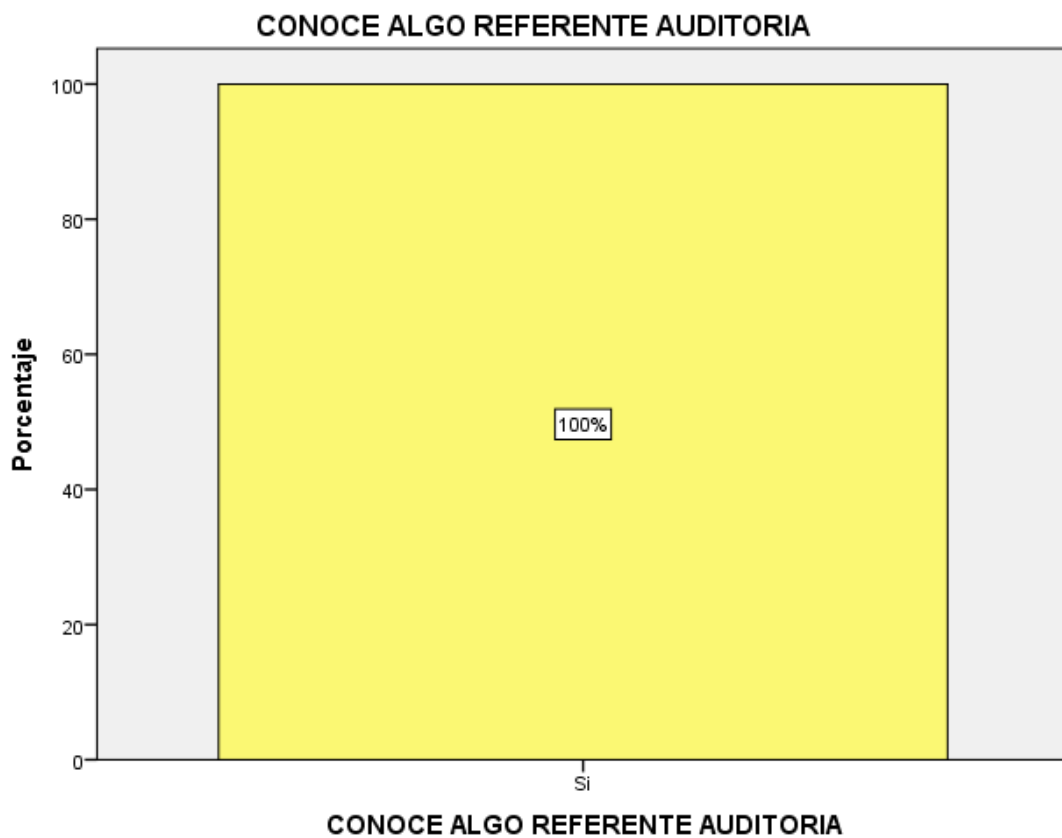 CONOCE ALGO REFERENTE AUDITORIA
100
80
60
40
20
0
Porcentaje
100%
Si
CONOCE ALGO REFERENTE AUDITORIA